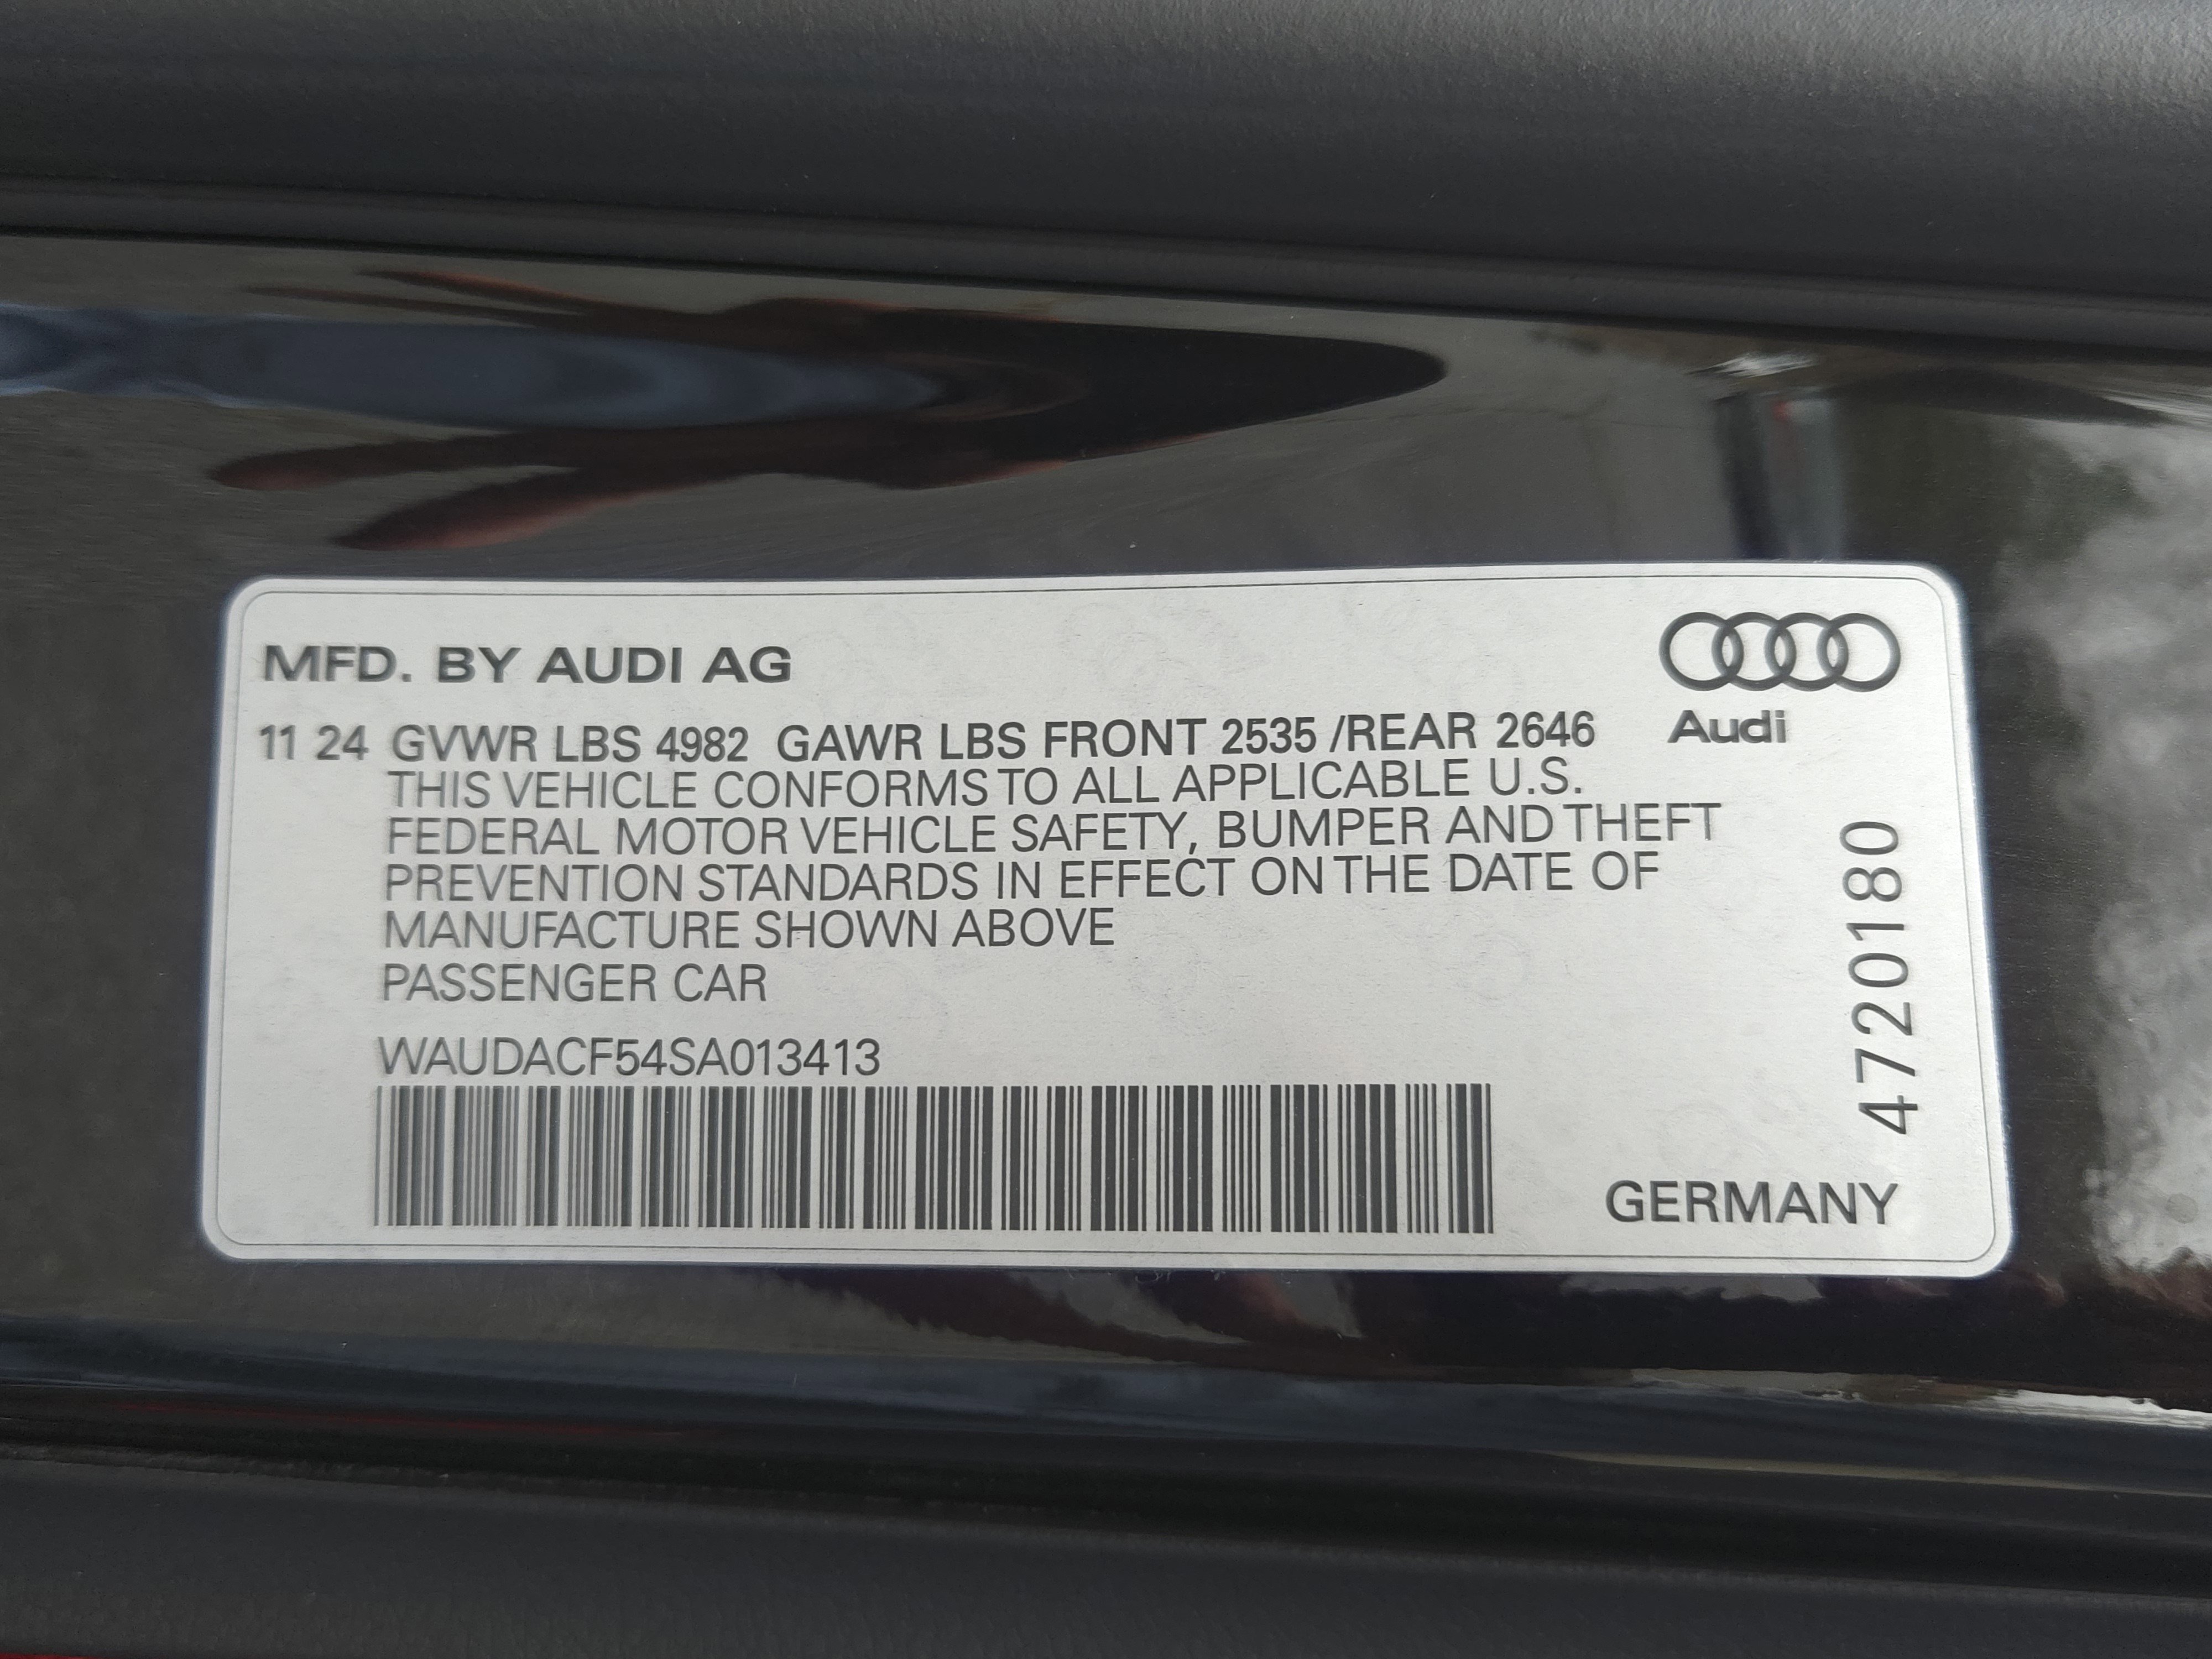 MFD. BY AUDI AG
Audi
11 24 GVWR LBS 4982 GAWR LBS FRONT 2535 /REAR 2646
THIS VEHICLE CONFORMS TO ALL APPLICABLE U.S.
FEDERAL MOTOR VEHICLE SAFETY, BUMPER AND THEFT
PREVENTION STANDARDS IN EFFECT ON THE DATE OF
MANUFACTURE SHOWN ABOVE
PASSENGER CAR
WAUDACF54SA013413
4720180
GERMANY